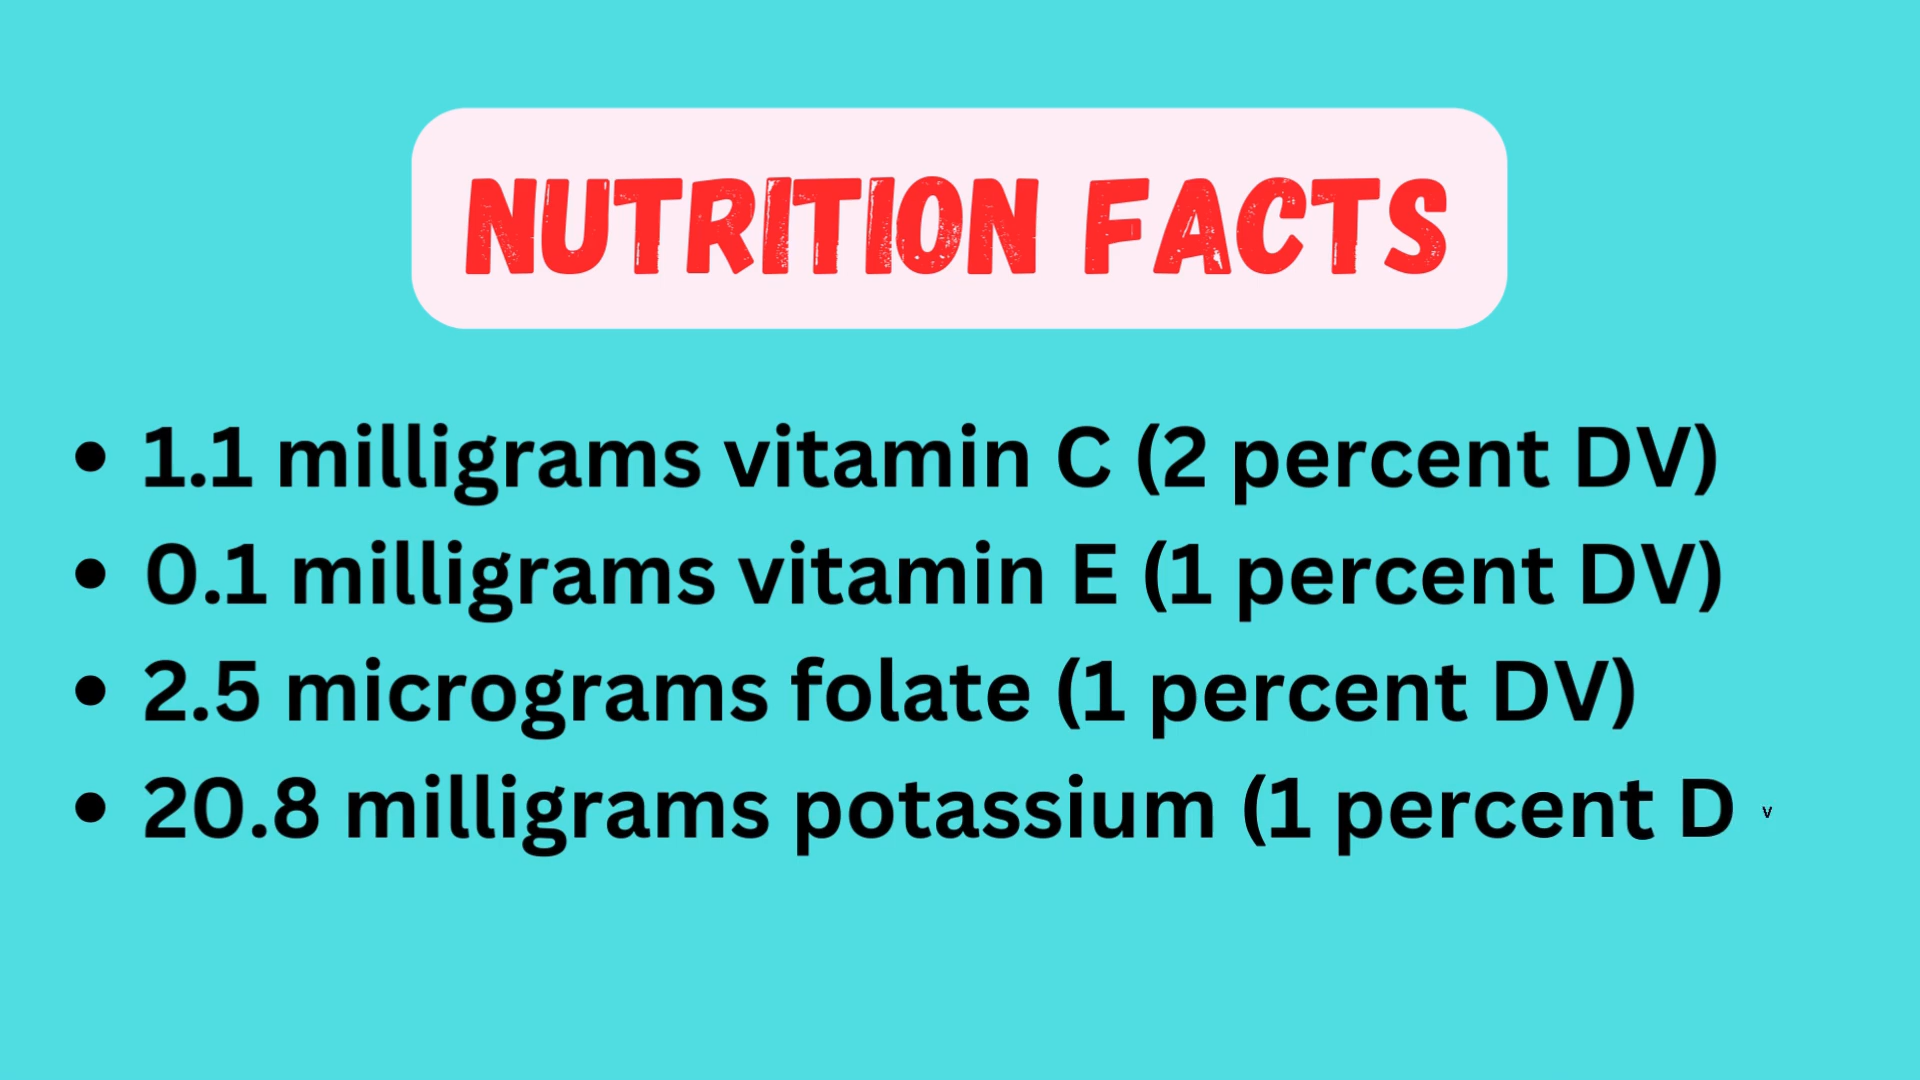 NUTRITION FACTS
• 1.1 milligrams vitamin C (2 percent DV)
• 0.1 milligrams vitamin E (1 percent DV)
• 2.5 micrograms folate (1 percent DV)
• 20.8 milligrams potassium (1 percent D v